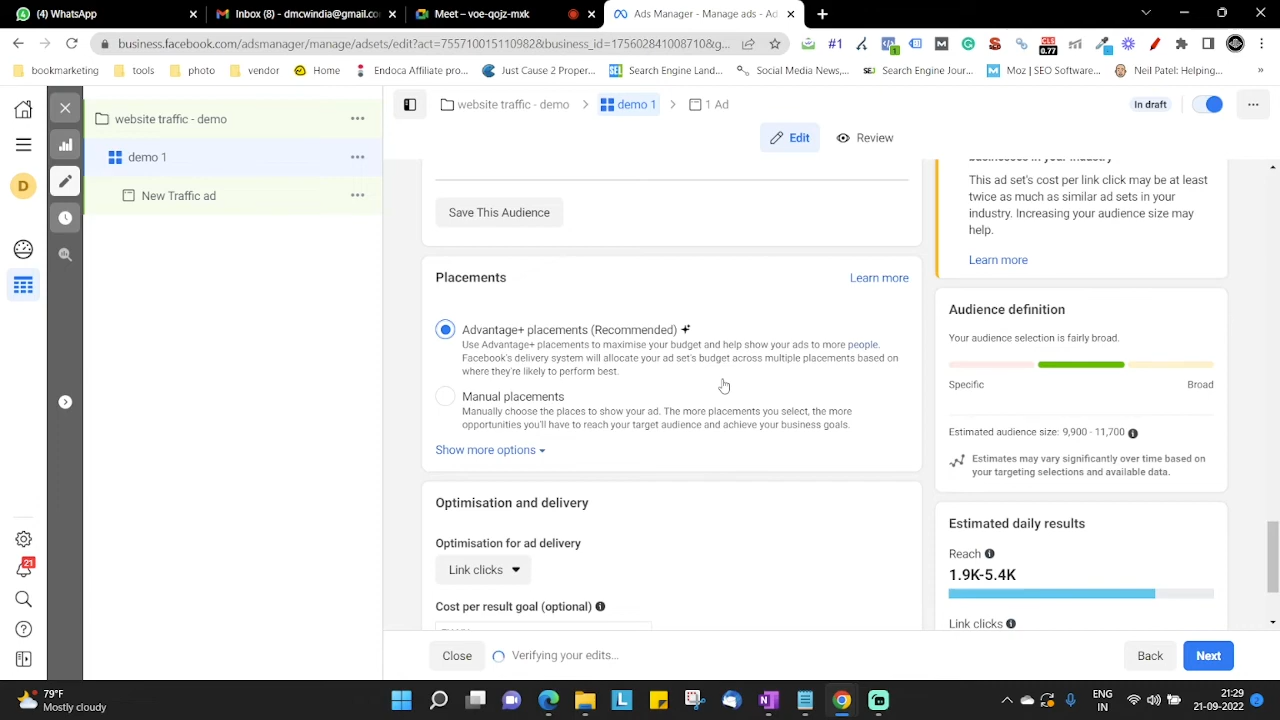 WhatsApp
Inbox (8) - dmcwindia@gmail.co
Meet – voe-qojz-mxk
Ads Manager - Manage ads - Ad
business.facebook.com/adsmanager/manage/adsets/edit?act=755710015110982&business_id=175602841008710&g...
bookmarketing
tools
photo
vendor
Home
Endoca Affiliate pro...
Just Cause 2 Proper...
Search Engine Land...
Social Media News,...
Search Engine Jour...
Moz | SEO Software...
Neil Patel: Helping...
website traffic - demo
demo 1
1 Ad
In draft
Edit
Review
D
website traffic - demo
demo 1
New Traffic ad
Save This Audience
Placements
Learn more
Advantage+ placements (Recommended)
Use Advantage+ placements to maximise your budget and help show your ads to more people.
Facebook's delivery system will allocate your ad set's budget across multiple placements based on
where they're likely to perform best.
Manual placements
Manually choose the places to show your ad. The more placements you select, the more
opportunities you'll have to reach your target audience and achieve your business goals.
Show more options
Optimisation and delivery
Optimisation for ad delivery
Link clicks
Cost per result goal (optional)
businesses in your industry
This ad set's cost per link click may be at least
twice as much as similar ad sets in your
industry. Increasing your audience size may
help.
Learn more
Audience definition
Your audience selection is fairly broad.
Specific
Broad
Estimated audience size: 9,900 - 11,700
Estimates may vary significantly over time based on
your targeting selections and available data.
Estimated daily results
Reach
1.9K-5.4K
Link clicks
Close
Verifying your edits...
Back
Next
21
79°F
Mostly cloudy
ENG
IN
21:29
21-09-2022
2